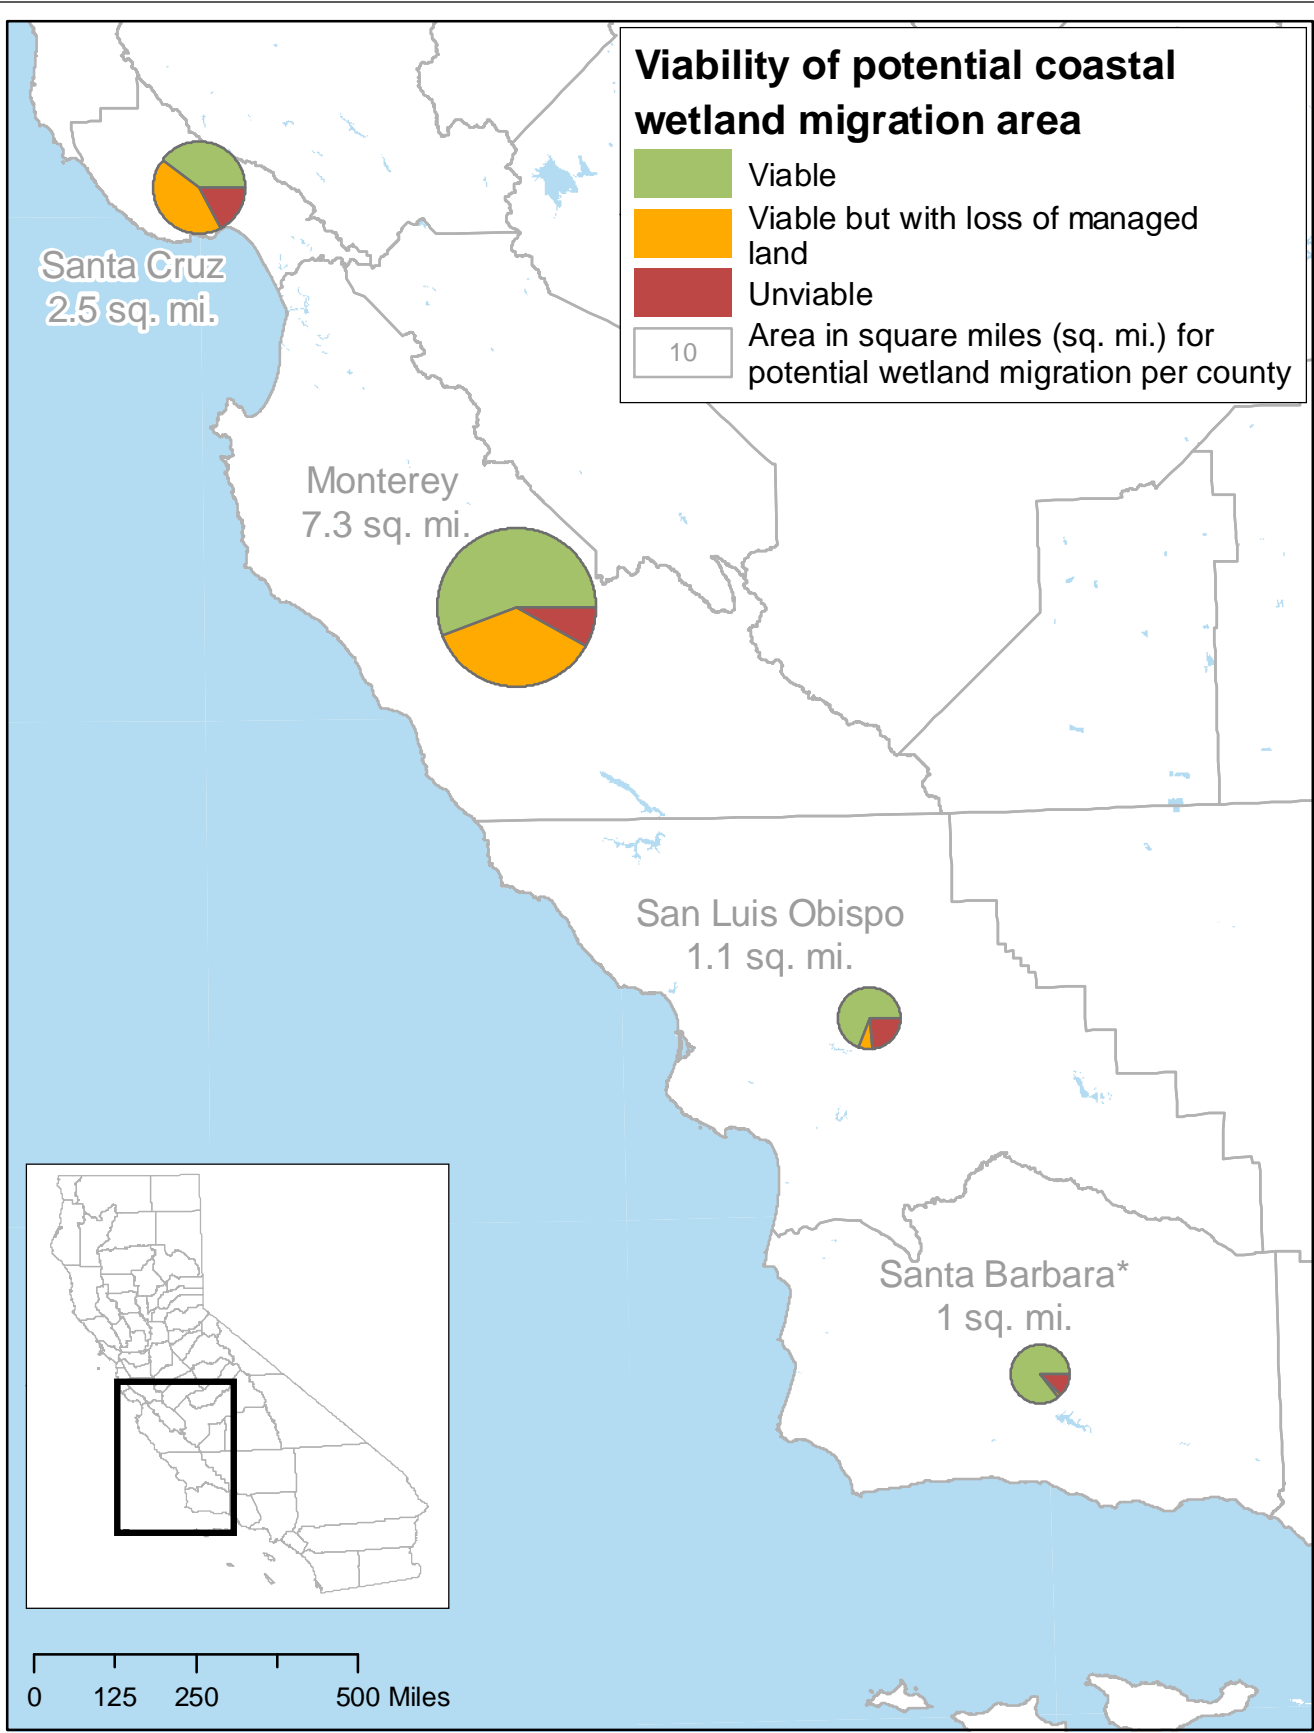 Viability of potential coastal
wetland migration area
Viable
Viable but with loss of managed
land
Unviable
10
Area in square miles (sq. mi.) for
potential wetland migration per county
Santa Cruz
2.5 sq. mi.
Monterey
7.3 sq. mi.
San Luis Obispo
1.1 sq. mi.
Santa Barbara*
1 sq. mi.
0 125 250 500 Miles